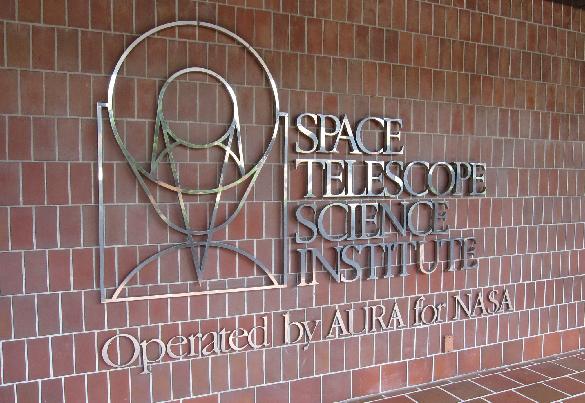 SPACE
TELESCOPE
SCIENCE
INSTITUTE
Operated by AURA for NASA